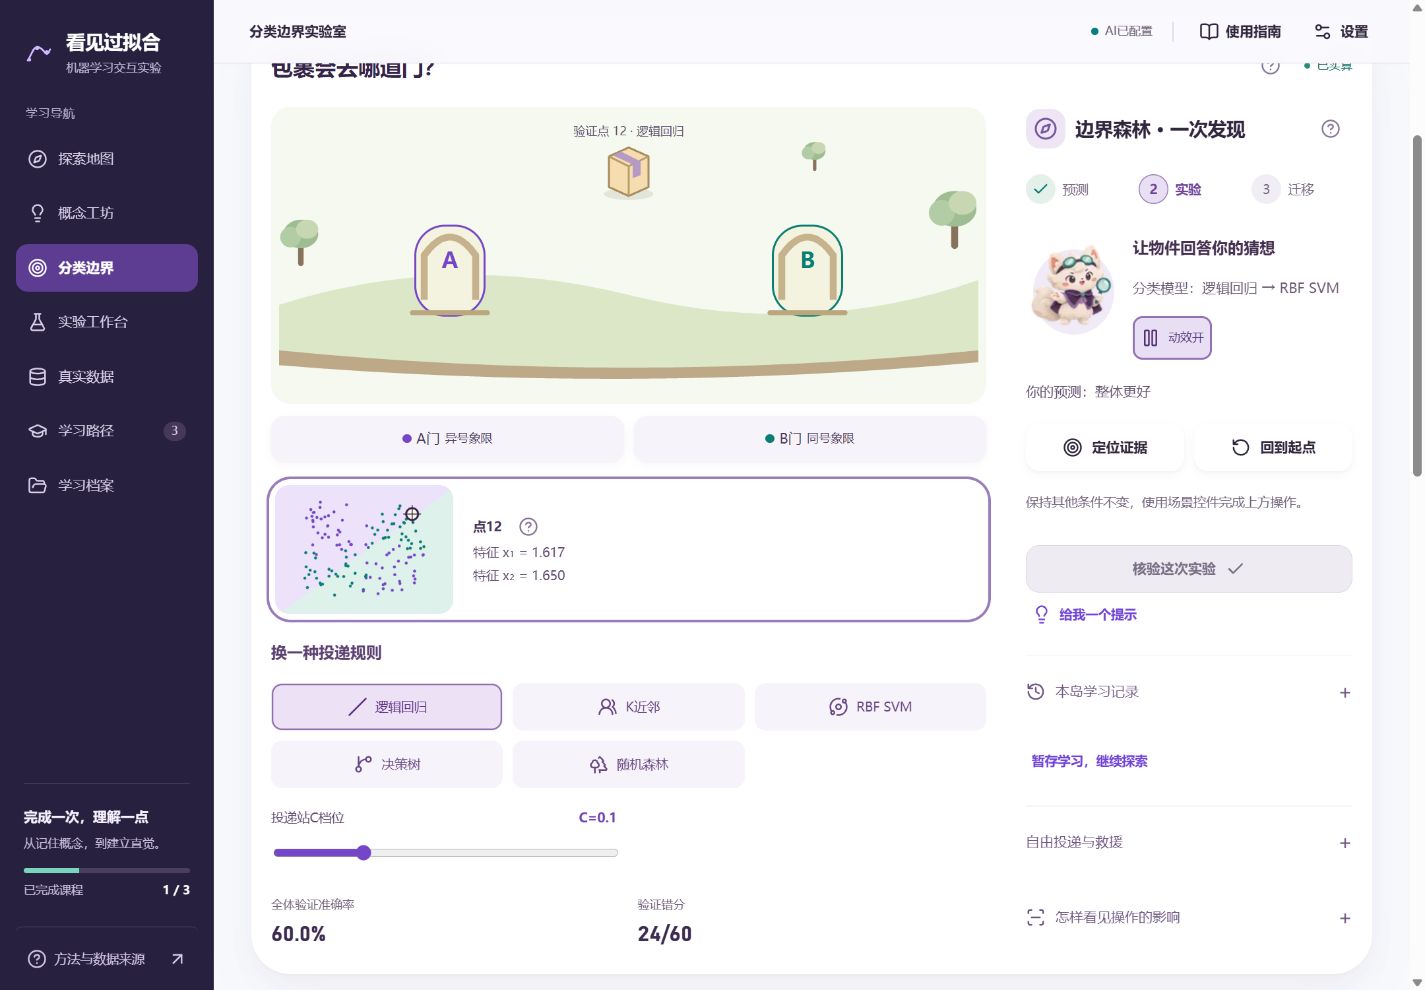 看见过拟合
机器学习交互实验
学习导航
探索地图
概念工坊
分类边界
实验工作台
真实数据
学习路径 3
学习档案
完成一次，理解一点
从记住概念，到建立直觉。
已完成课程 1 / 3
方法与数据来源
分类边界实验室
AI已配置
使用指南
设置
包裹会去哪道门?
已实算
验证点 12 · 逻辑回归
A
B
A门 异号象限
B门 同号象限
点12
特征 x₁ = 1.617
特征 x₂ = 1.650
换一种投递规则
逻辑回归
K近邻
RBF SVM
决策树
随机森林
投递站C档位 C=0.1
全体验证准确率
60.0%
验证错分
24/60
边界森林 • 一次发现
预测
2 实验
3 迁移
让物件回答你的猜想
分类模型：逻辑回归 → RBF SVM
动效开
你的预测：整体更好
定位证据
回到起点
保持其他条件不变，使用场景控件完成上方操作。
核验这次实验
给我一个提示
本岛学习记录
暂存学习，继续探索
自由投递与救援
怎样看见操作的影响